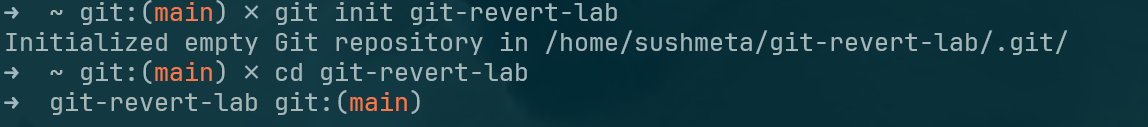 →  ~ git:(main) × git init git-revert-lab
Initialized empty Git repository in /home/sushmeta/git-revert-lab/.git/
→  ~ git:(main) × cd git-revert-lab
→  git-revert-lab git:(main)